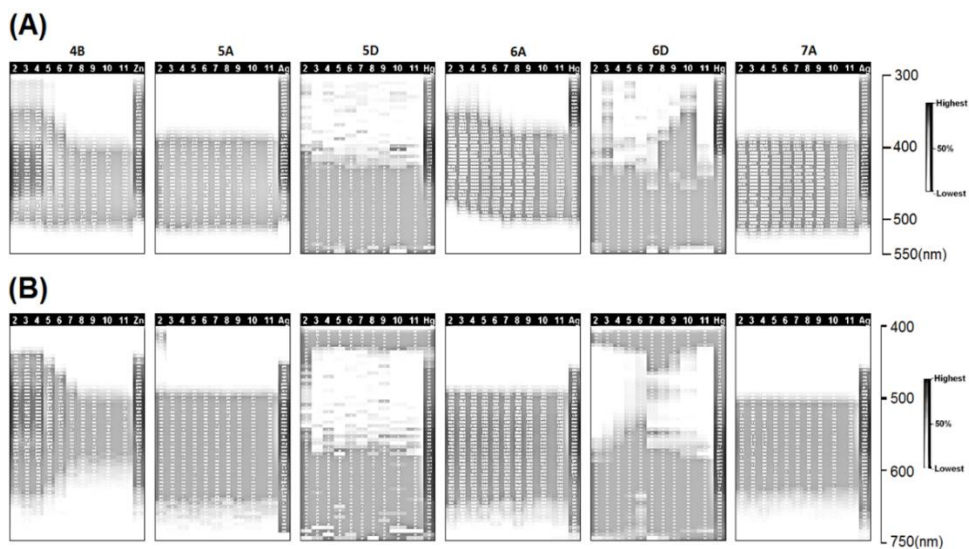 (A)
4B 5A 5D 6A 6D 7A
2 3 4 5 6 7 8 9 10 11 Zn 2 3 4 5 6 7 8 9 10 11 Ag 2 3 4 5 6 7 8 9 10 11 Hg 2 3 4 5 6 7 8 9 10 11 Hg 2 3 4 5 6 7 8 9 10 11 Hg 2 3 4 5 6 7 8 9 10 11 Ag
300
Highest
400
50%
Lowest
500
550(nm)
(B)
2 3 4 5 6 7 8 9 10 11 Zn 2 3 4 5 6 7 8 9 10 11 Ag 2 3 4 5 6 7 8 9 10 11 Hg 2 3 4 5 6 7 8 9 10 11 Ag 2 3 4 5 6 7 8 9 10 11 Hg 2 3 4 5 6 7 8 9 10 11 Ag
400
Highest
500
50%
Lowest
600
750(nm)